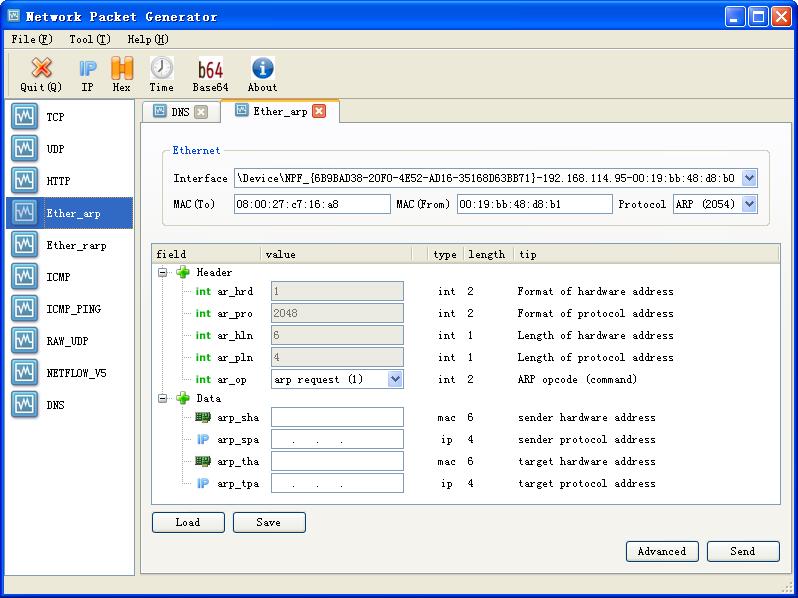 Network Packet Generator
File(F) Tool(T) Help(H)
Quit(Q) IP Hex Time b64 Base64 About
TCP
UDP
HTTP
Ether_arp
Ether_rarp
ICMP
ICMP_PING
RAW_UDP
NETFLOW_V5
DNS
DNS Ether_arp
Ethernet
Interface \Device\NPF_{6B9BAD38-20F0-4E52-AD16-35168D63BB71}-192.168.114.95-00:19:bb:48:d8:b0
MAC(To) 08:00:27:c7:16:a8 MAC(From) 00:19:bb:48:d8:b1 Protocol ARP (2054)
field value type length tip
Header
int ar_hrd 1 int 2 Format of hardware address
int ar_pro 2048 int 2 Format of protocol address
int ar_hln 6 int 1 Length of hardware address
int ar_pln 4 int 1 Length of protocol address
int ar_op arp request (1) int 2 ARP opcode (command)
Data
arp_sha mac 6 sender hardware address
IP arp_spa . . . ip 4 sender protocol address
arp_tha mac 6 target hardware address
IP arp_tpa . . . ip 4 target protocol address
Load Save
Advanced Send